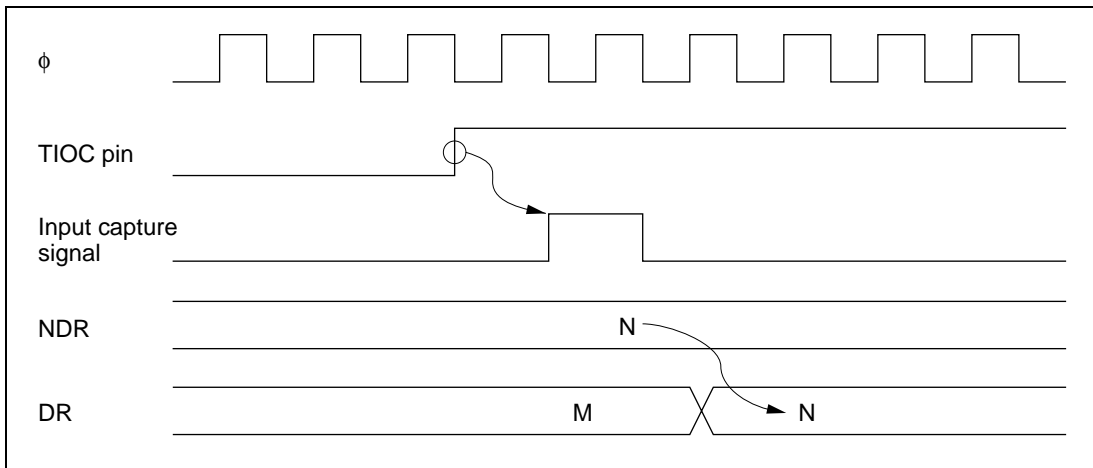 ϕ
TIOC pin
Input capture
signal
NDR
N
DR
M
N